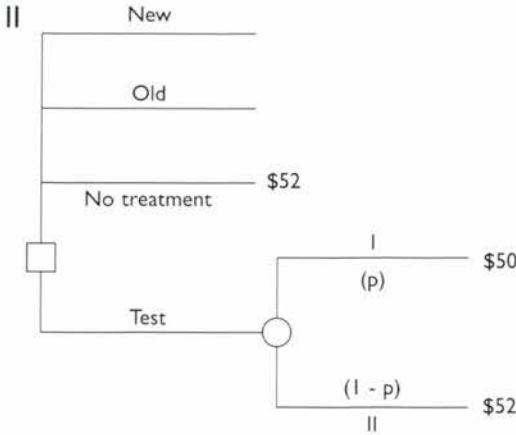 II
New
Old
$52
No treatment
I
$50
(p)
Test
(1 - p)
$52
II